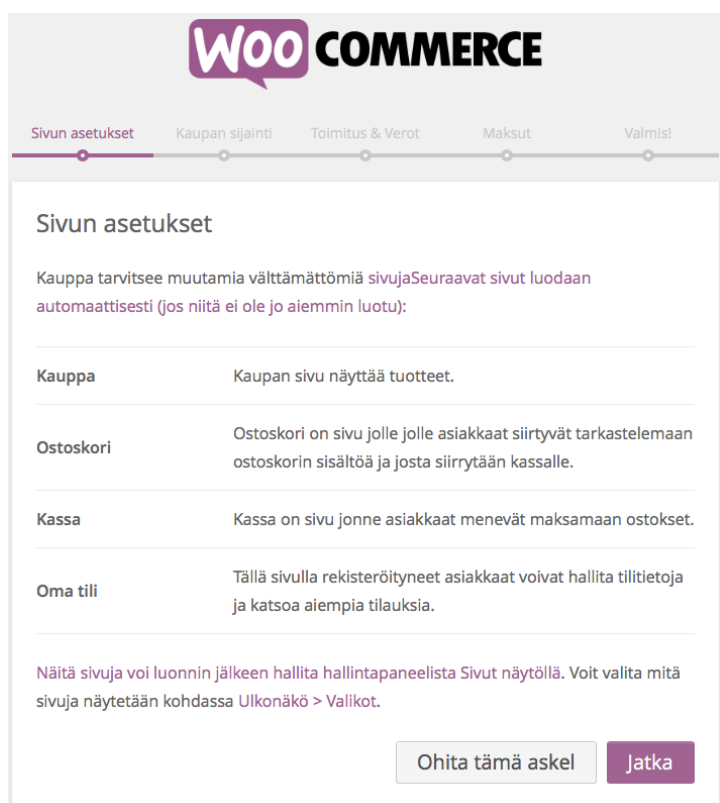 WOO COMMERCE
Sivun asetukset
Kaupan sijainti
Toimitus & Verot
Maksut
Valmis!
Sivun asetukset
Kauppa tarvitsee muutamia välttämättömiä sivujaSeuraavat sivut luodaan
automaattisesti (jos niitä ei ole jo aiemmin luotu):
Kauppa
Kaupan sivu näyttää tuotteet.
Ostoskori
Ostoskori on sivu jolle jolle asiakkaat siirtyvät tarkastelemaan
ostoskorin sisältöä ja josta siirrytään kassalle.
Kassa
Kassa on sivu jonne asiakkaat menevät maksamaan ostokset.
Oma tili
Tällä sivulla rekisteröityneet asiakkaat voivat hallita tilitietoja
ja katsoa aiempia tilauksia.
Näitä sivuja voi luonnin jälkeen hallita hallintapaneelista Sivut näytöllä. Voit valita mitä
sivuja näytetään kohdassa Ulkonäkö > Valikot.
Ohita tämä askel
Jatka